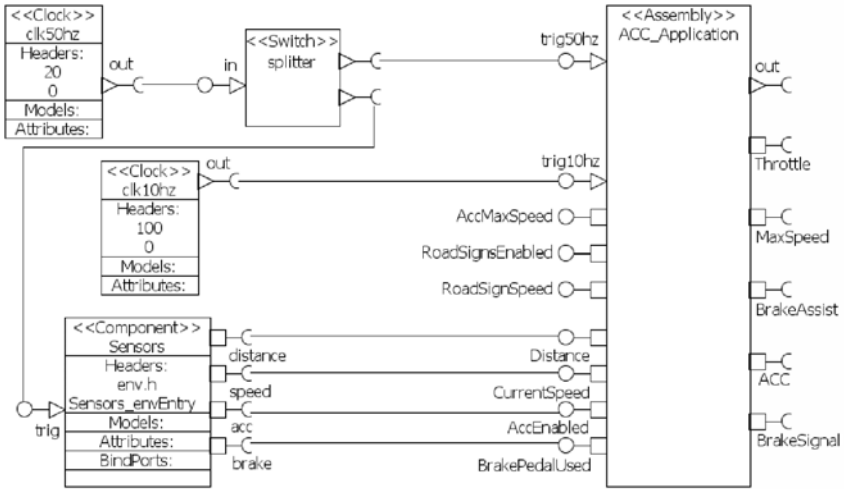 <<Clock>>
clk50hz
Headers:
20
0
Models:
Attributes:
out
in
<<Switch>>
splitter
trig50hz
<<Assembly>>
ACC_Application
out
Throttle
MaxSpeed
BrakeAssist
ACC
BrakeSignal
<<Clock>>
clk10hz
Headers:
100
0
Models:
Attributes:
out
trig10hz
AccMaxSpeed
RoadSignsEnabled
RoadSignSpeed
<<Component>>
Sensors
Headers:
env.h
Sensors_envEntry
Models:
Attributes:
BindPorts:
trig
distance
speed
acc
brake
Distance
CurrentSpeed
AccEnabled
BrakePedalUsed